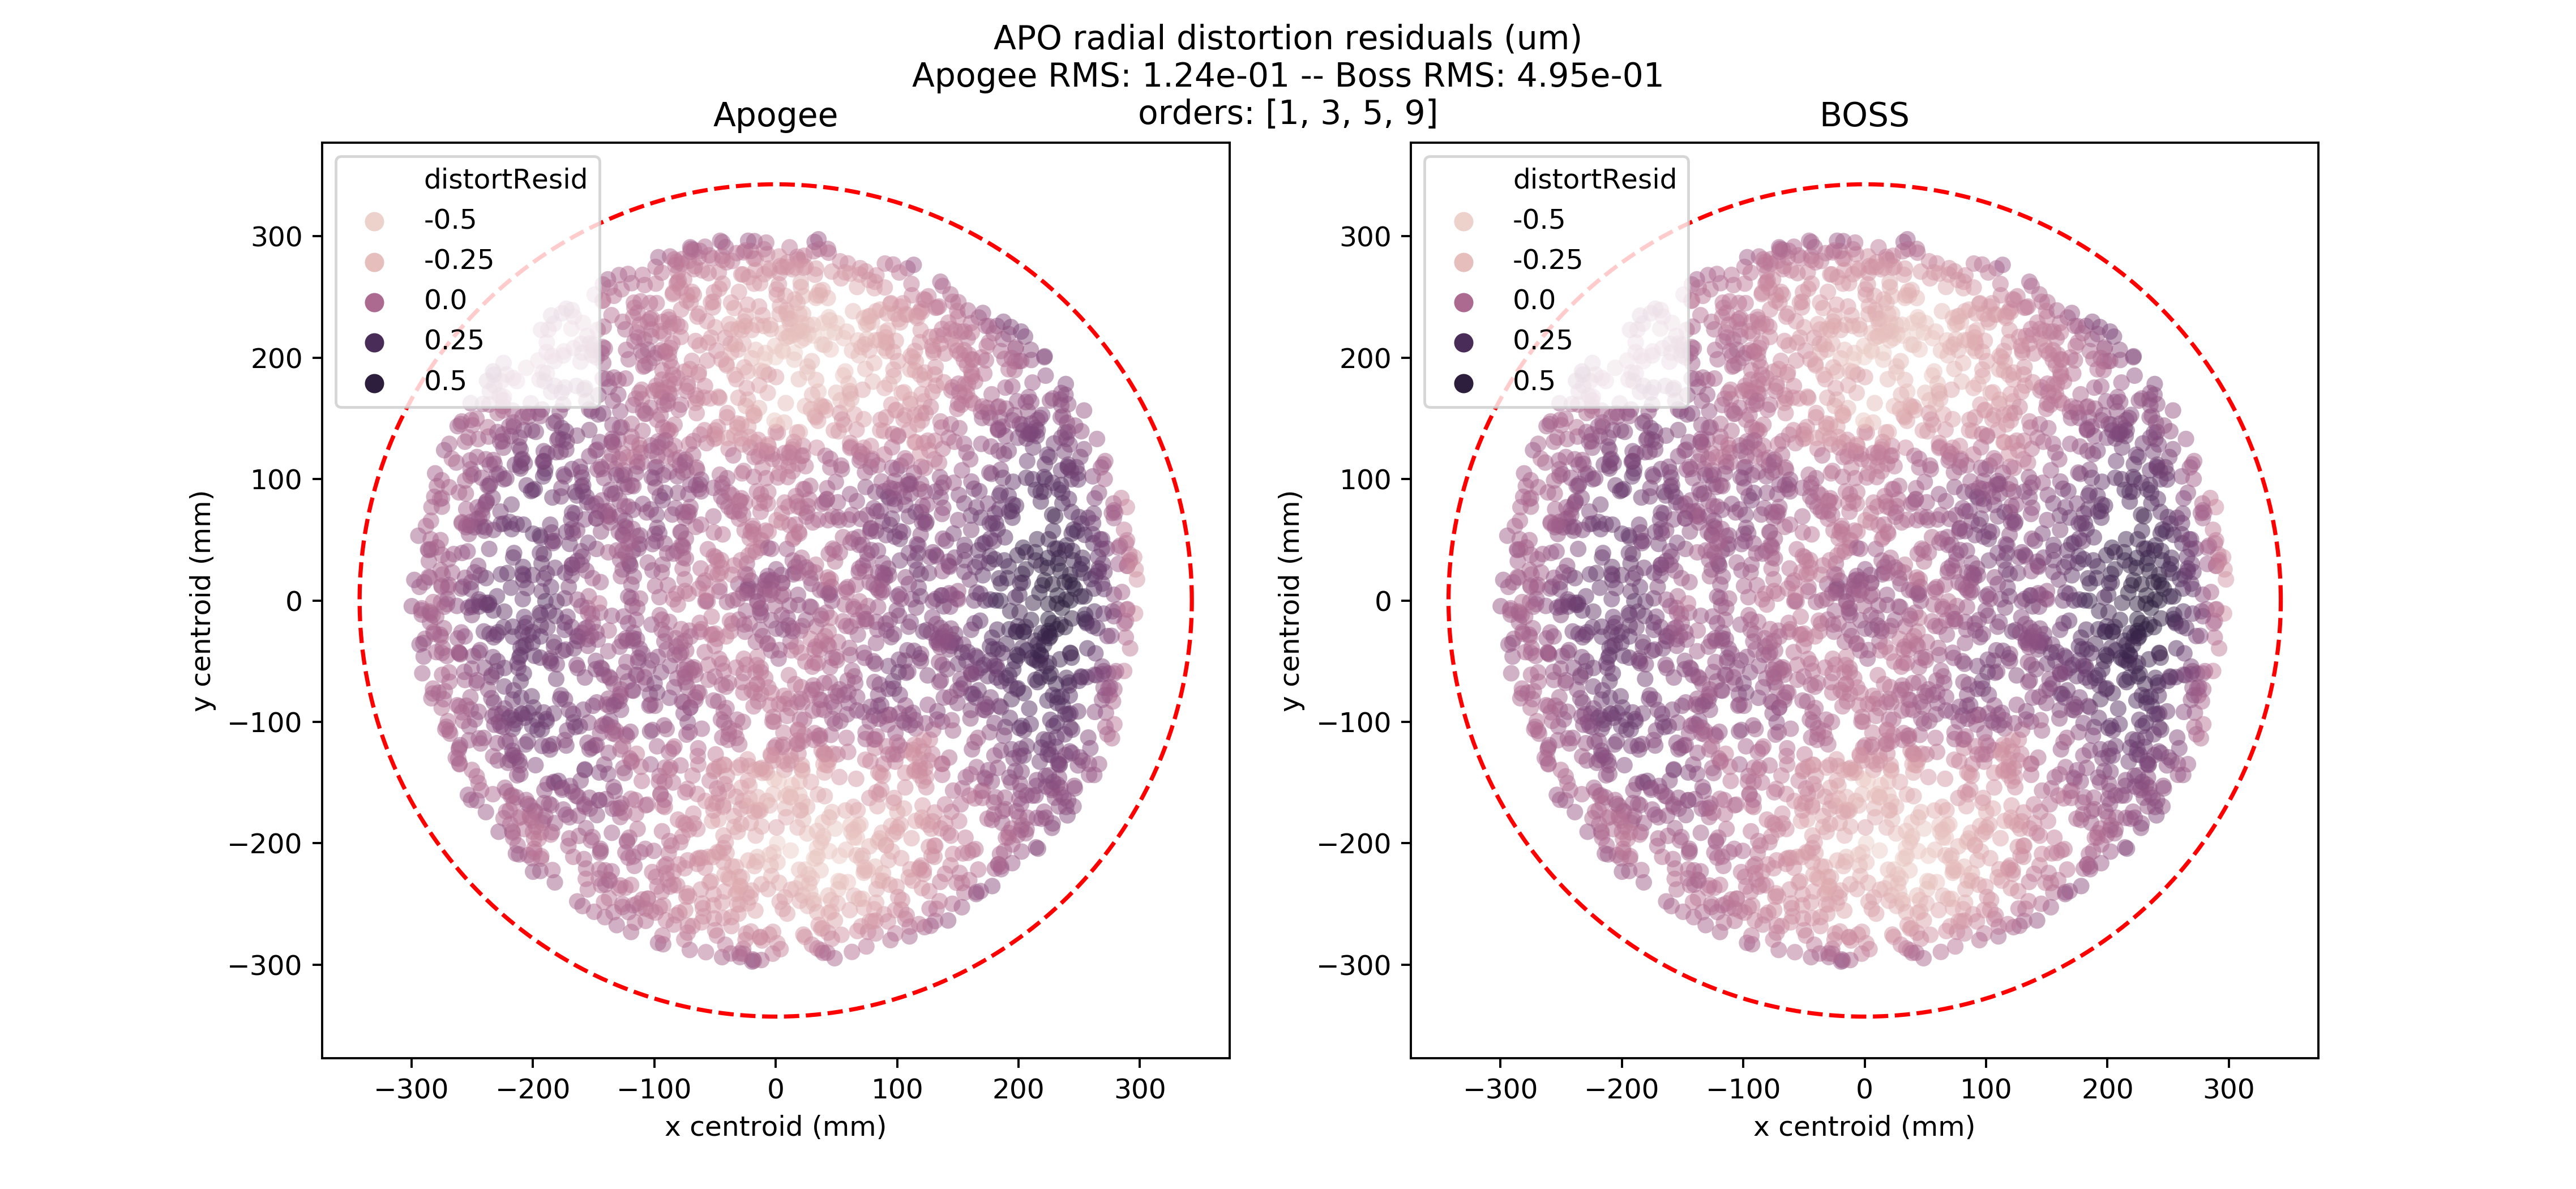 APO radial distortion residuals (um)
Apogee RMS: 1.24e-01 -- Boss RMS: 4.95e-01
orders: [1, 3, 5, 9]
Apogee
distortResid
-0.5
-0.25
0.0
0.25
0.5
300
200
100
0
−100
−200
−300
y centroid (mm)
−300 −200 −100 0 100 200 300
x centroid (mm)
BOSS
distortResid
-0.5
-0.25
0.0
0.25
0.5
300
200
100
0
−100
−200
−300
y centroid (mm)
−300 −200 −100 0 100 200 300
x centroid (mm)